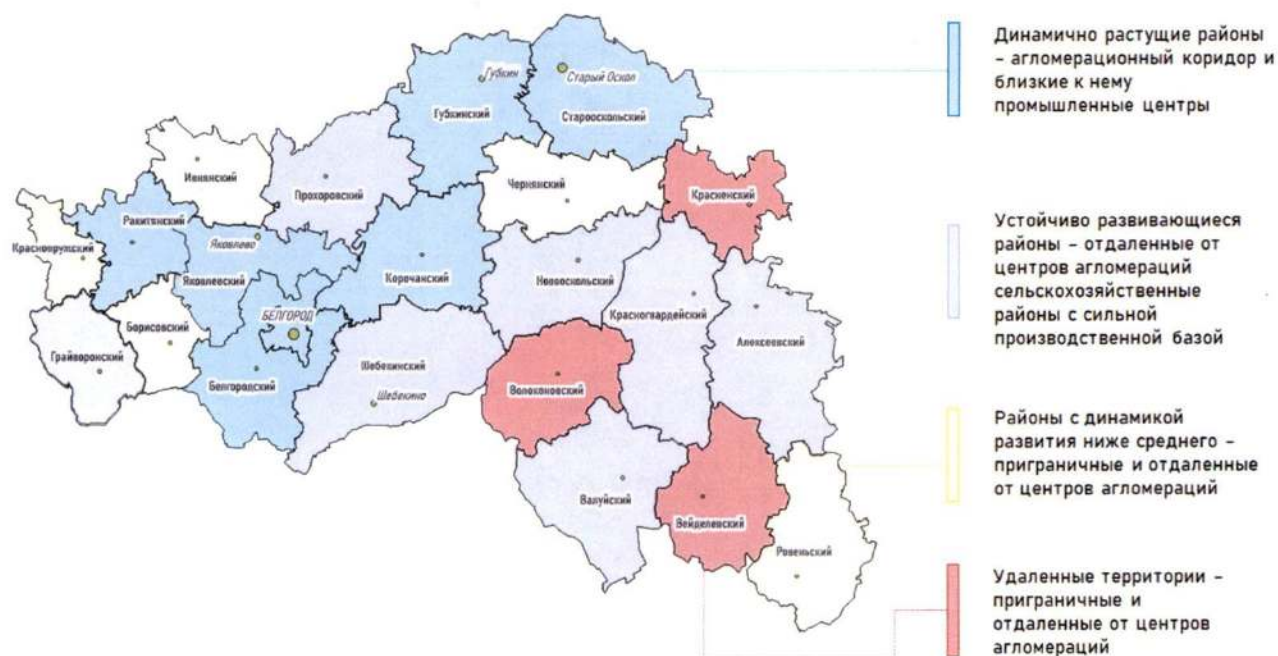 Губкин
Старый Оскол
Губкинский
Старооскольский
Ивнянский
Прохоровский
Чернянский
Красненский
Ракитянский
Краснояружский
Яковлево
Яковлевский
Корочанский
Новооскольский
БЕЛГОРОД
Борисовский
Красногвардейский
Алексеевский
Грайворонский
Белгородский
Шебекинский
Шебекино
Волоконовский
Валуйский
Вейделевский
Ровеньский
Динамично растущие районы
– агломерационный коридор и
близкие к нему
промышленные центры
Устойчиво развивающиеся
районы – отдаленные от
центров агломераций
сельскохозяйственные
районы с сильной
производственной базой
Районы с динамикой
развития ниже среднего –
приграничные и отдаленные
от центров агломераций
Удаленные территории –
приграничные и
отдаленные от центров
агломераций